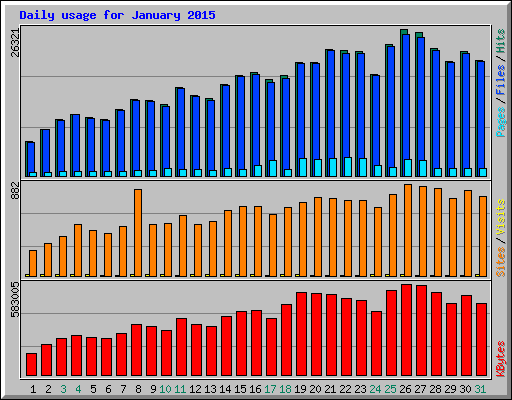 Daily usage for January 2015
26321
Pages / Files / Hits
882
Sites / Visits
583005
KBytes
1 2 3 4 5 6 7 8 9 10 11 12 13 14 15 16 17 18 19 20 21 22 23 24 25 26 27 28 29 30 31